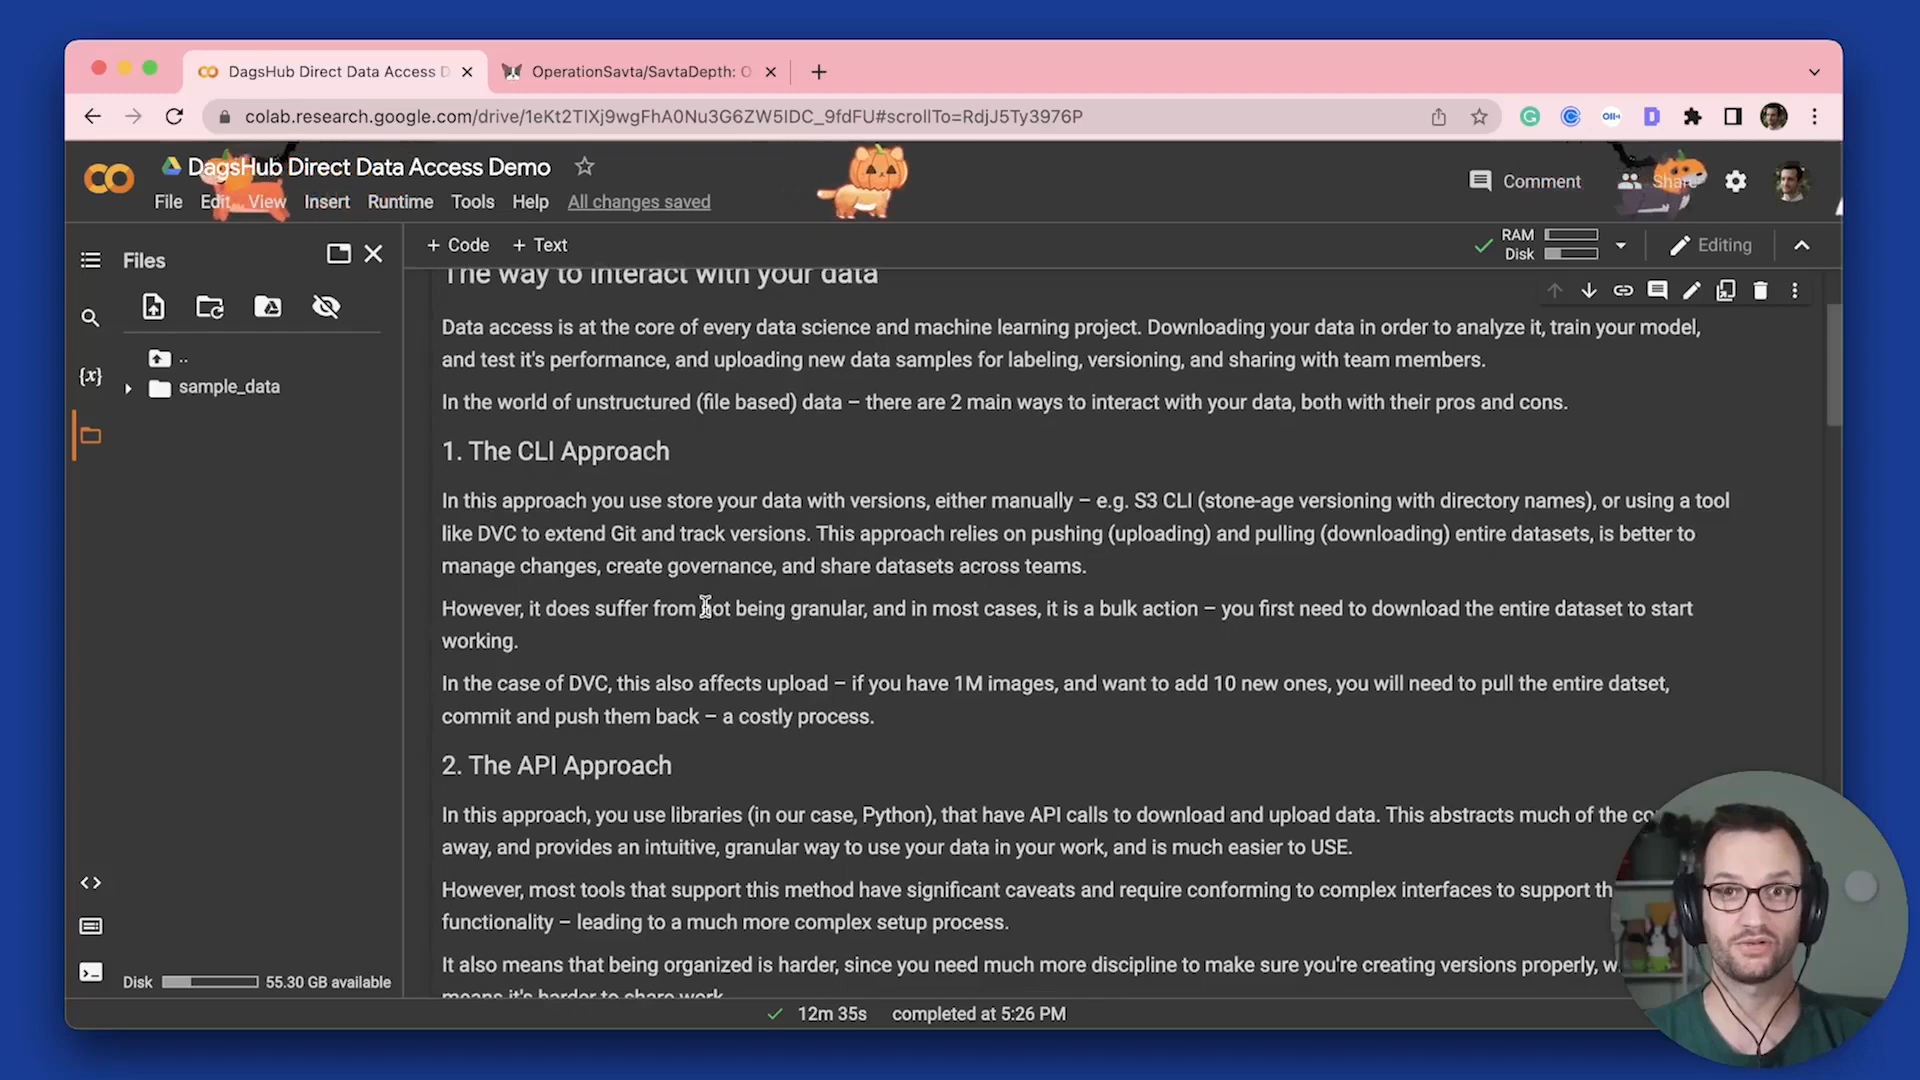 DagsHub Direct Data Access D
OperationSavta/SavtaDepth: O
colab.research.google.com/drive/1eKt2TIXj9wgFhA0Nu3G6ZW5IDC_9fdFU#scrollTo=RdjJ5Ty3976P
DagsHub Direct Data Access Demo
Comment
Share
File Edit View Insert Runtime Tools Help All changes saved
Files
+ Code + Text
RAM
Disk
Editing
..
sample_data
The way to interact with your data
Data access is at the core of every data science and machine learning project. Downloading your data in order to analyze it, train your model,
and test it's performance, and uploading new data samples for labeling, versioning, and sharing with team members.
In the world of unstructured (file based) data – there are 2 main ways to interact with your data, both with their pros and cons.
1. The CLI Approach
In this approach you use store your data with versions, either manually – e.g. S3 CLI (stone-age versioning with directory names), or using a tool
like DVC to extend Git and track versions. This approach relies on pushing (uploading) and pulling (downloading) entire datasets, is better to
manage changes, create governance, and share datasets across teams.
However, it does suffer from not being granular, and in most cases, it is a bulk action – you first need to download the entire dataset to start
working.
In the case of DVC, this also affects upload – if you have 1M images, and want to add 10 new ones, you will need to pull the entire datset,
commit and push them back – a costly process.
2. The API Approach
In this approach, you use libraries (in our case, Python), that have API calls to download and upload data. This abstracts much of the co
away, and provides an intuitive, granular way to use your data in your work, and is much easier to USE.
However, most tools that support this method have significant caveats and require conforming to complex interfaces to support th
functionality – leading to a much more complex setup process.
It also means that being organized is harder, since you need much more discipline to make sure you're creating versions properly, w
means it's harder to share work.
Disk 55.30 GB available
12m 35s completed at 5:26 PM